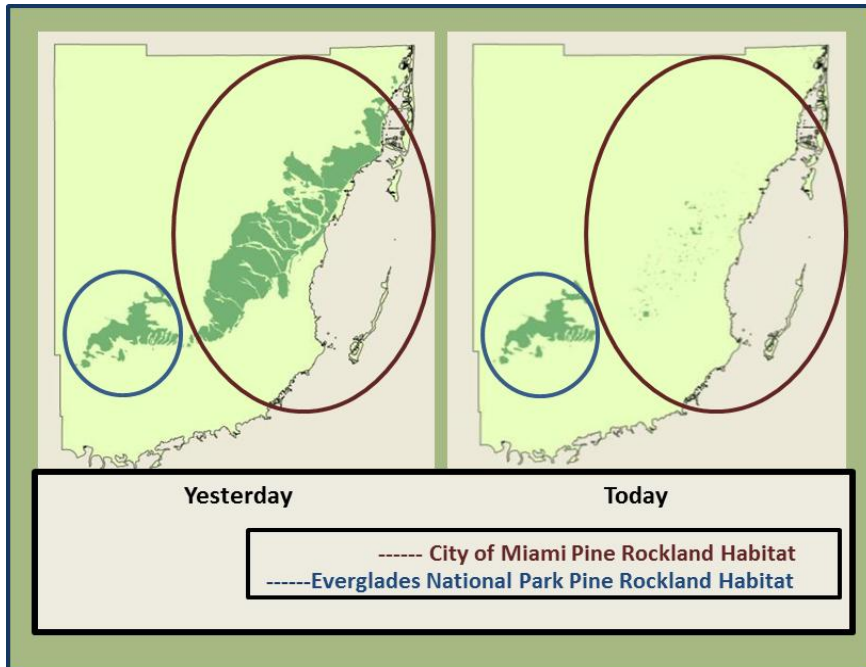 Yesterday
Today
------ City of Miami Pine Rockland Habitat
------Everglades National Park Pine Rockland Habitat